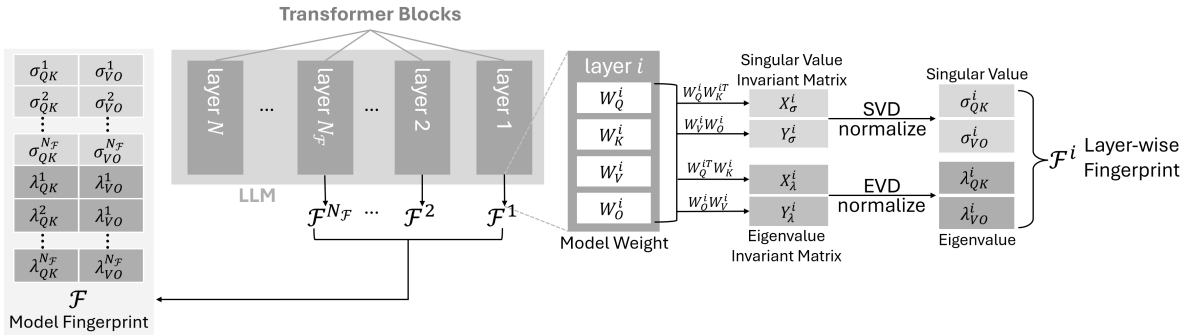 Transformer Blocks
layer N
...
layer N_ℱ
...
layer 2
layer 1
LLM
ℱ^{N_ℱ} ... ℱ^2 ℱ^1
σ_{QK}^1 σ_{VO}^1
σ_{QK}^2 σ_{VO}^2
σ_{QK}^{N_ℱ} σ_{VO}^{N_ℱ}
λ_{QK}^1 λ_{VO}^1
λ_{QK}^2 λ_{VO}^1
λ_{QK}^{N_ℱ} λ_{VO}^{N_ℱ}
ℱ
Model Fingerprint
layer i
W_Q^i
W_K^i
W_V^i
W_O^i
Model Weight
W_Q^i W_K^{iT}
W_V^i W_O^i
W_Q^{iT} W_K^i
W_O^i W_V^i
Singular Value
Invariant Matrix
X_σ^i
Y_σ^i
X_λ^i
Y_λ^i
Eigenvalue
Invariant Matrix
SVD
normalize
EVD
normalize
Singular Value
σ_{QK}^i
σ_{VO}^i
λ_{QK}^i
λ_{VO}^i
Eigenvalue
ℱ^i Layer-wise
Fingerprint